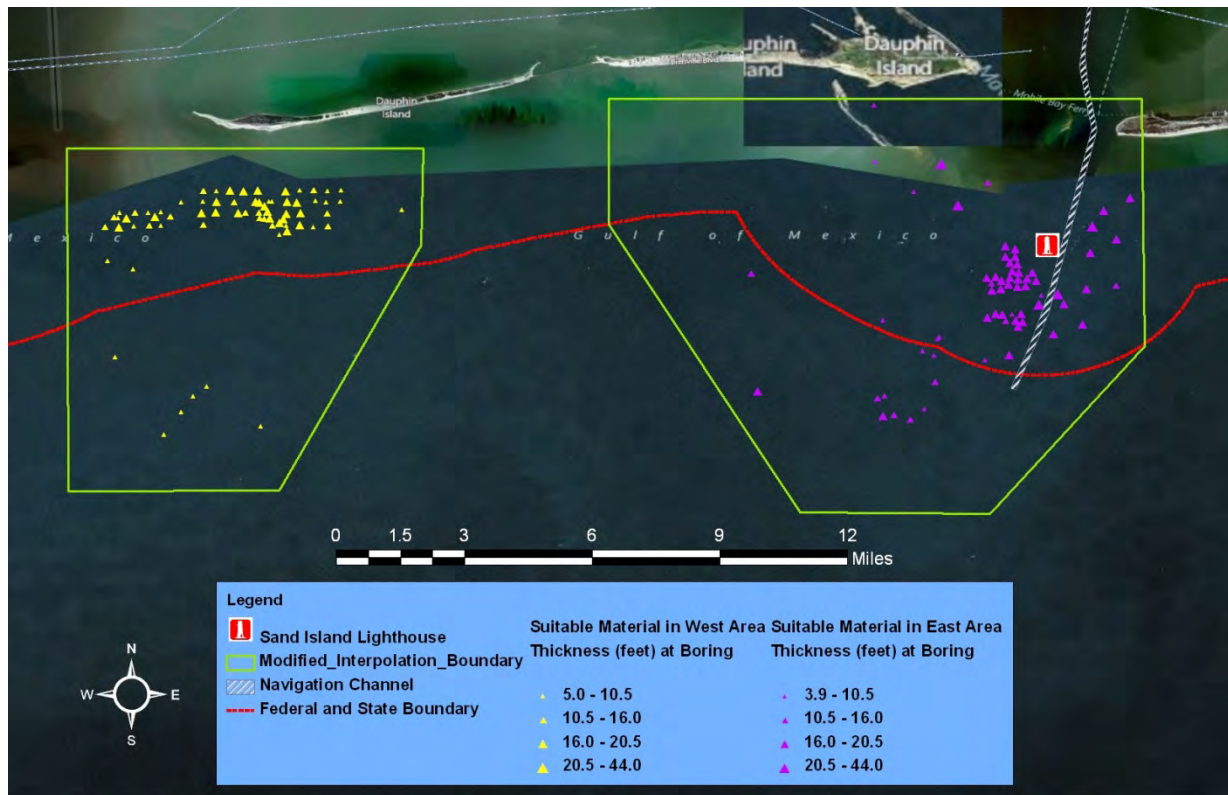 uphin
land
Dauphin
Island
Dauphin
Island
Mobile Bay Ferry
M e x i c o
G u l f o f M e x i c o
0 1.5 3 6 9 12
Miles
N
W E
S
Legend
Sand Island Lighthouse
Modified_Interpolation_Boundary
Navigation Channel
Federal and State Boundary
Suitable Material in West Area
Thickness (feet) at Boring
5.0 - 10.5
10.5 - 16.0
16.0 - 20.5
20.5 - 44.0
Suitable Material in East Area
Thickness (feet) at Boring
3.9 - 10.5
10.5 - 16.0
16.0 - 20.5
20.5 - 44.0